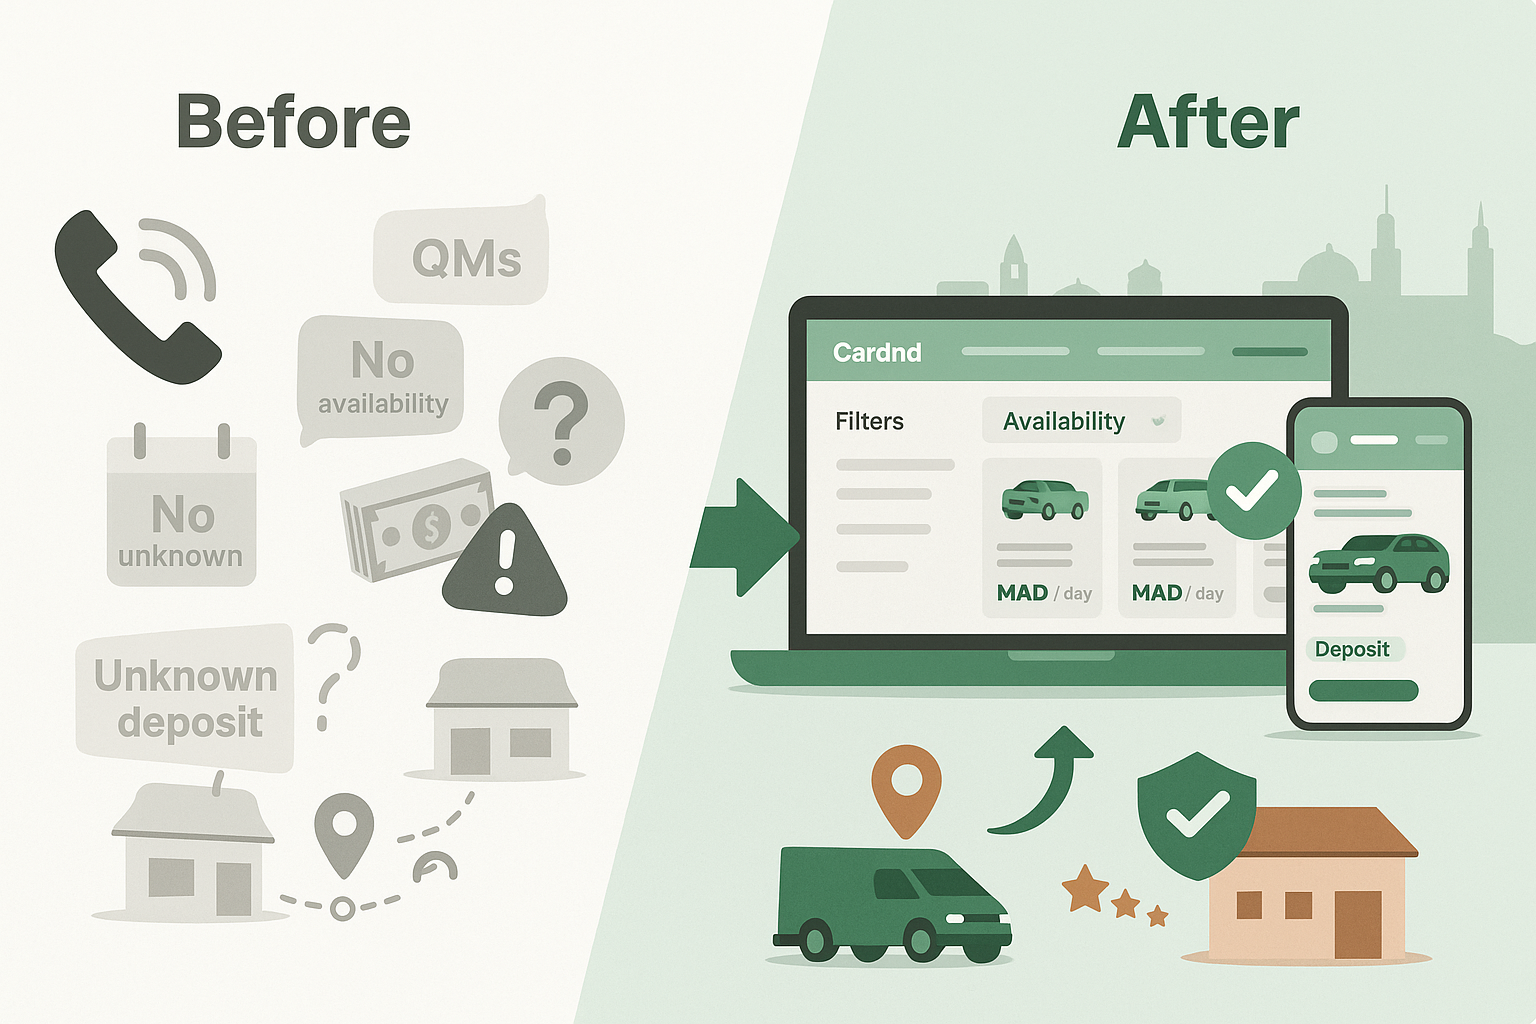 Before
QMs
No
availability
?
No
unknown
$
!
Unknown
deposit
After
Cardnd
Filters
Availability
MAD / day
MAD / day
Deposit